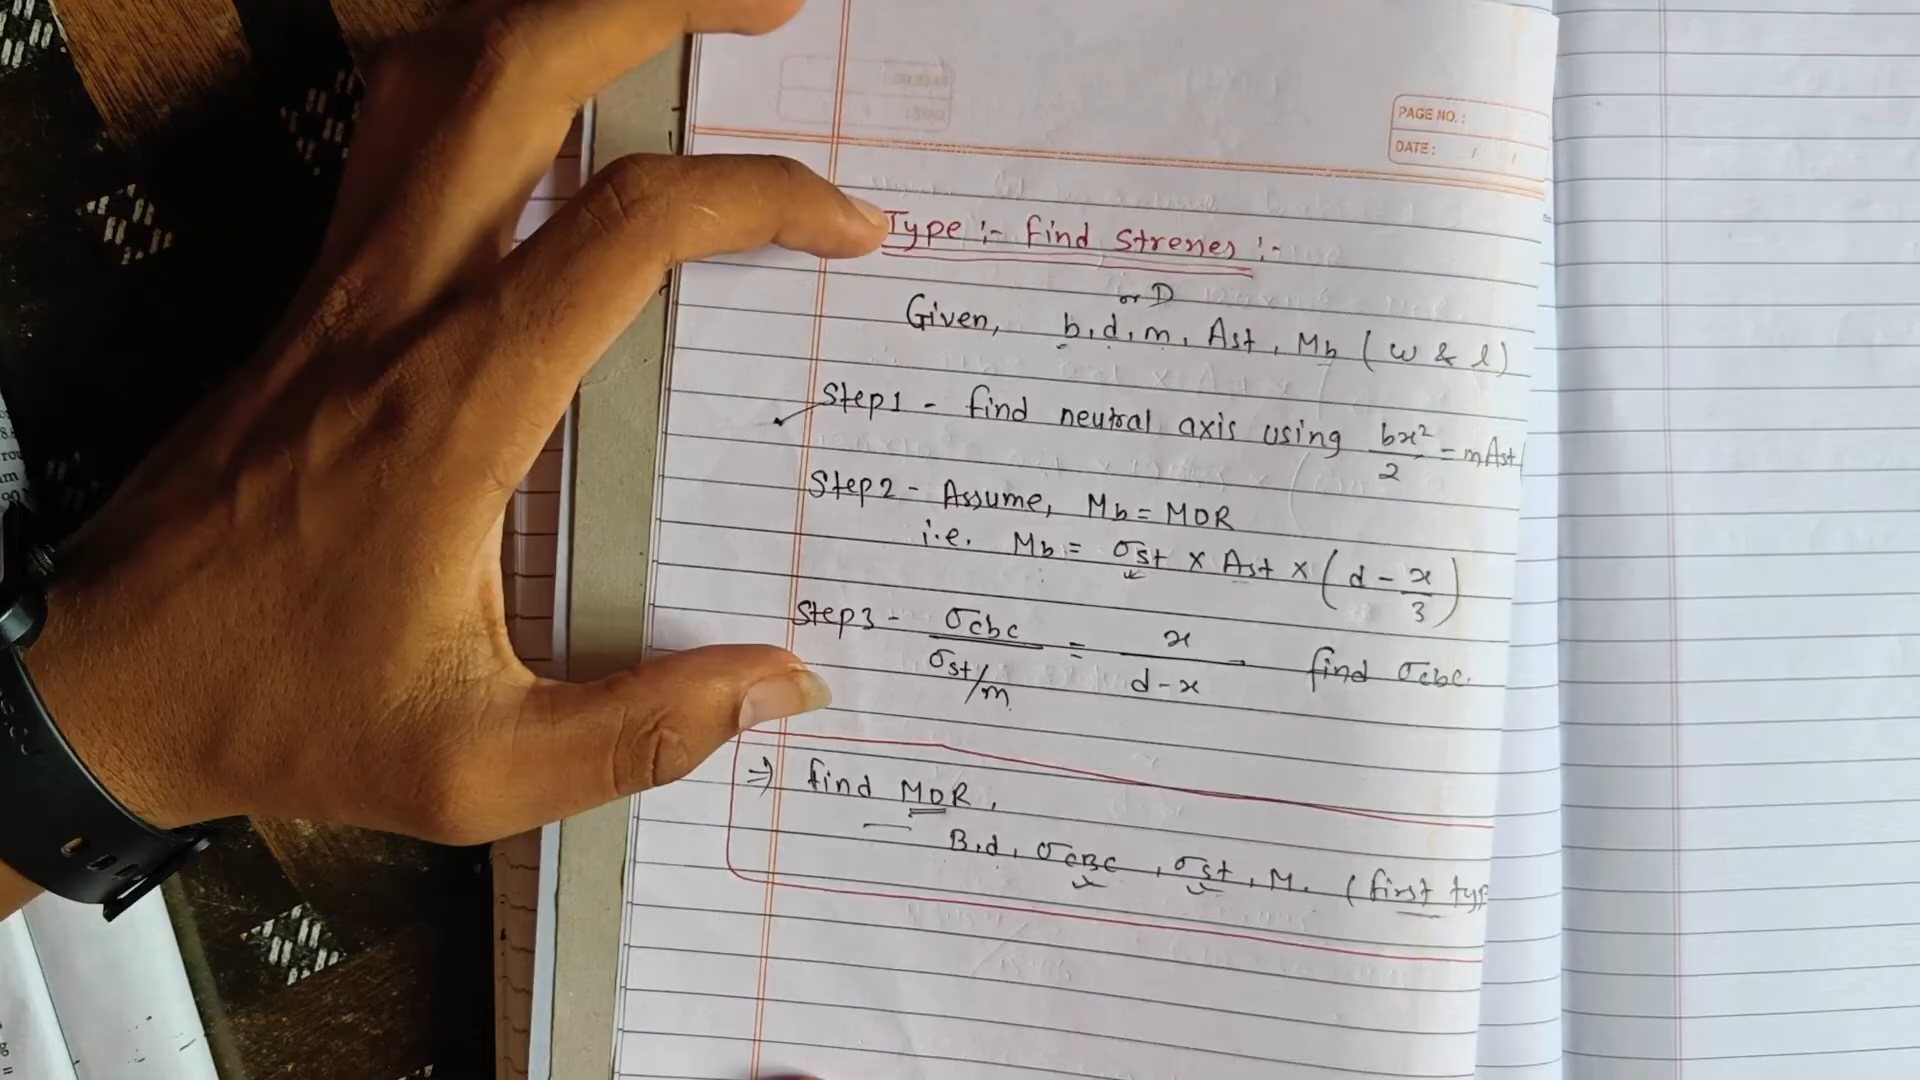 PAGE NO. :
DATE : / /
Type :- Find Stresses :-
or D
Given, b, d, m, Ast, Mb (w & l)
Step1 - find neutral axis using bx²/2 = mAst
Step2 - Assume, Mb = MOR
i.e. Mb = σst × Ast × (d - x/3)
Step3 - σcbc / σst/m = x / d-x - find σcbc.
⇒ find MOR,
B, d, σcBc, σst, M. (first typ